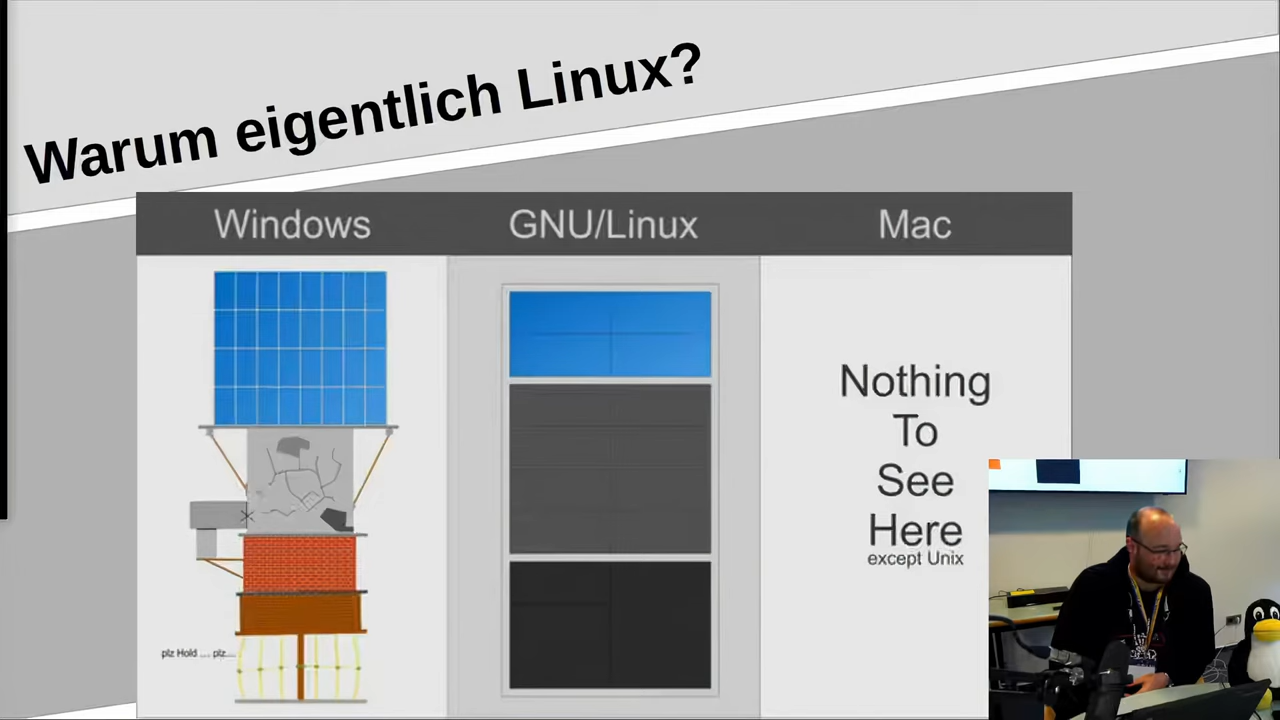 Warum eigentlich Linux?
Windows
GNU/Linux
Mac
Nothing
To
See
Here
except Unix
plz Hold .... plz....